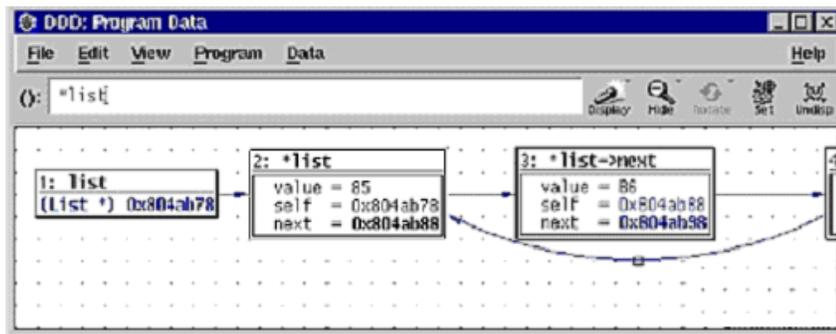 DDD: Program Data
File Edit View Program Data Help
(): *list
Display Hide Rotate Set Undisp
1: list
(List *) 0x804ab78
2: *list
value = 85
self = 0x804ab78
next = 0x804ab88
3: *list->next
value = 86
self = 0x804ab88
next = 0x804ab98
4